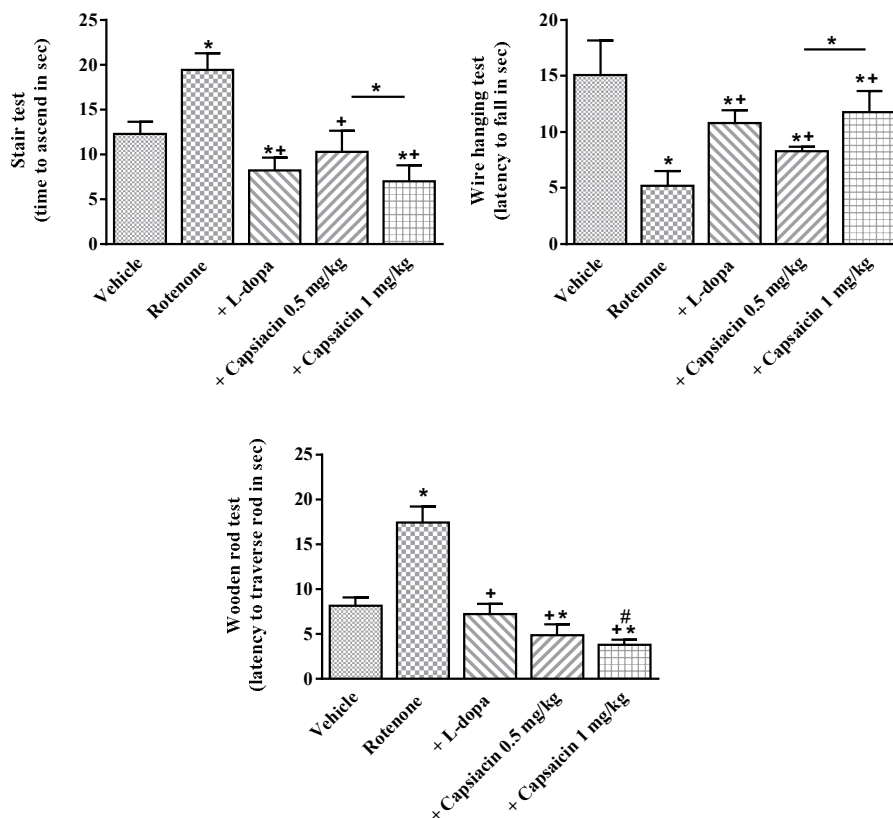 Stair test
(time to ascend in sec)
25
20
15
10
5
0
*
*+
+
*
*+
Vehicle
Rotenone
+ L-dopa
+ Capsiacin 0.5 mg/kg
+ Capsaicin 1 mg/kg
Wire hanging test
(latency to fall in sec)
20
15
10
5
0
*
*+
*+
*
*+
Vehicle
Rotenone
+ L-dopa
+ Capsiacin 0.5 mg/kg
+ Capsaicin 1 mg/kg
Wooden rod test
(latency to traverse rod in sec)
25
20
15
10
5
0
*
+
+*
#
+*
Vehicle
Rotenone
+ L-dopa
+ Capsiacin 0.5 mg/kg
+ Capsaicin 1 mg/kg